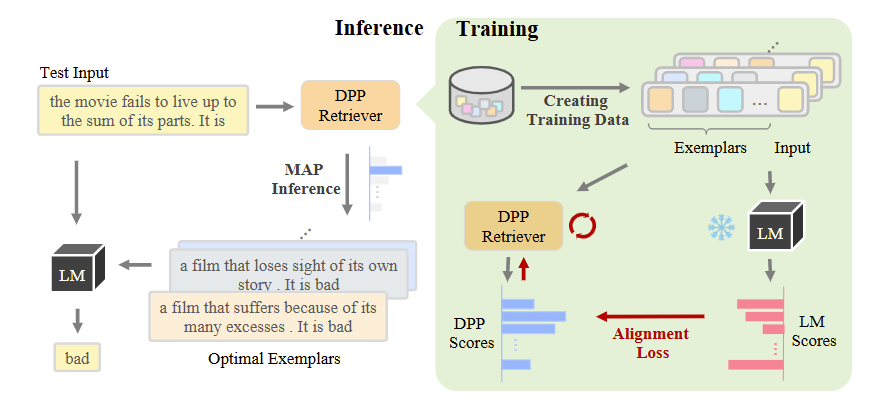 Inference
Training
Test Input
the movie fails to live up to
the sum of its parts. It is
DPP
Retriever
MAP
Inference
LM
a film that loses sight of its own
story . It is bad
a film that suffers because of its
many excesses . It is bad
bad
Optimal Exemplars
Creating
Training Data
...
Exemplars
Input
DPP
Retriever
LM
DPP
Scores
Alignment
Loss
LM
Scores